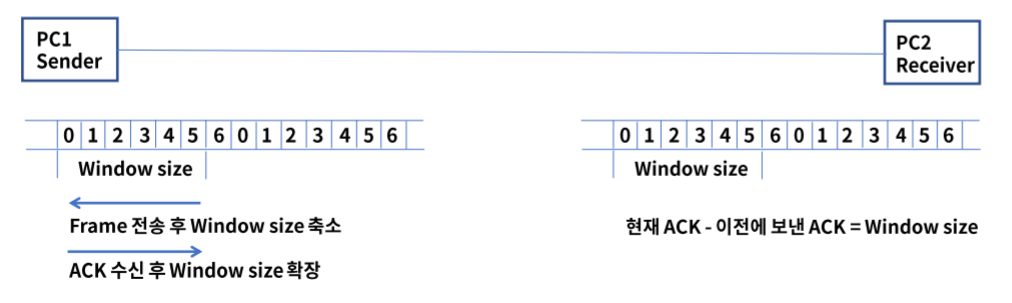 PC1
Sender
PC2
Receiver
0 1 2 3 4 5 6 0 1 2 3 4 5 6
Window size
0 1 2 3 4 5 6 0 1 2 3 4 5 6
Window size
Frame 전송 후 Window size 축소
ACK 수신 후 Window size 확장
현재 ACK - 이전에 보낸 ACK = Window size